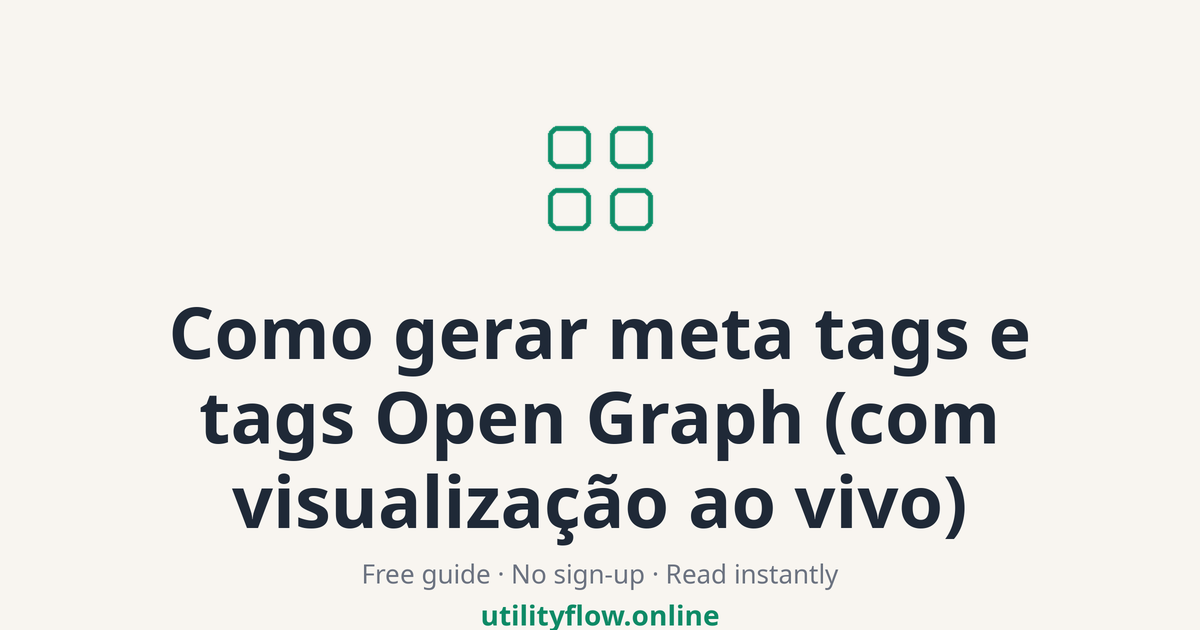 Como gerar meta tags e
tags Open Graph (com
visualização ao vivo)
Free guide · No sign-up · Read instantly
utilityflow.online